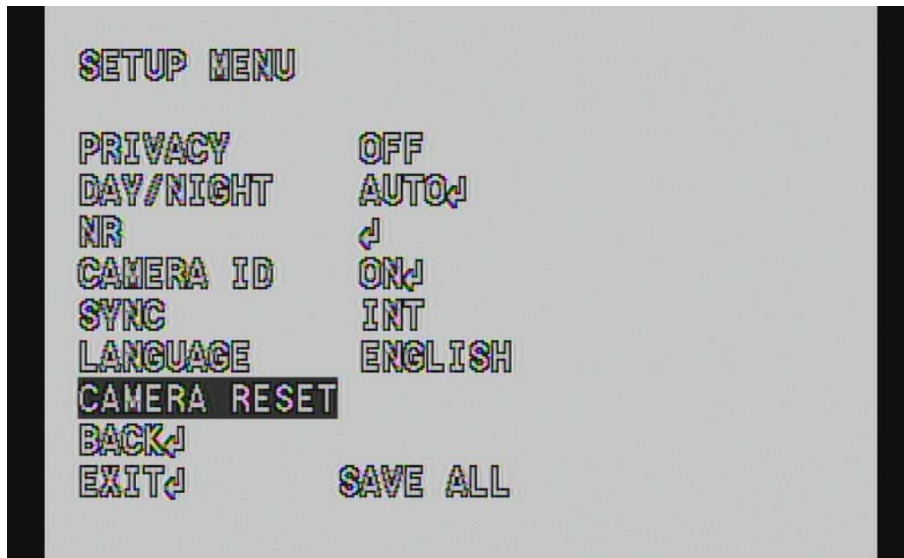 SETUP MENU
PRIVACY OFF
DAY/NIGHT AUTO↲
NR ↲
CAMERA ID ON↲
SYNC INT
LANGUAGE ENGLISH
CAMERA RESET
BACK↲
EXIT↲ SAVE ALL